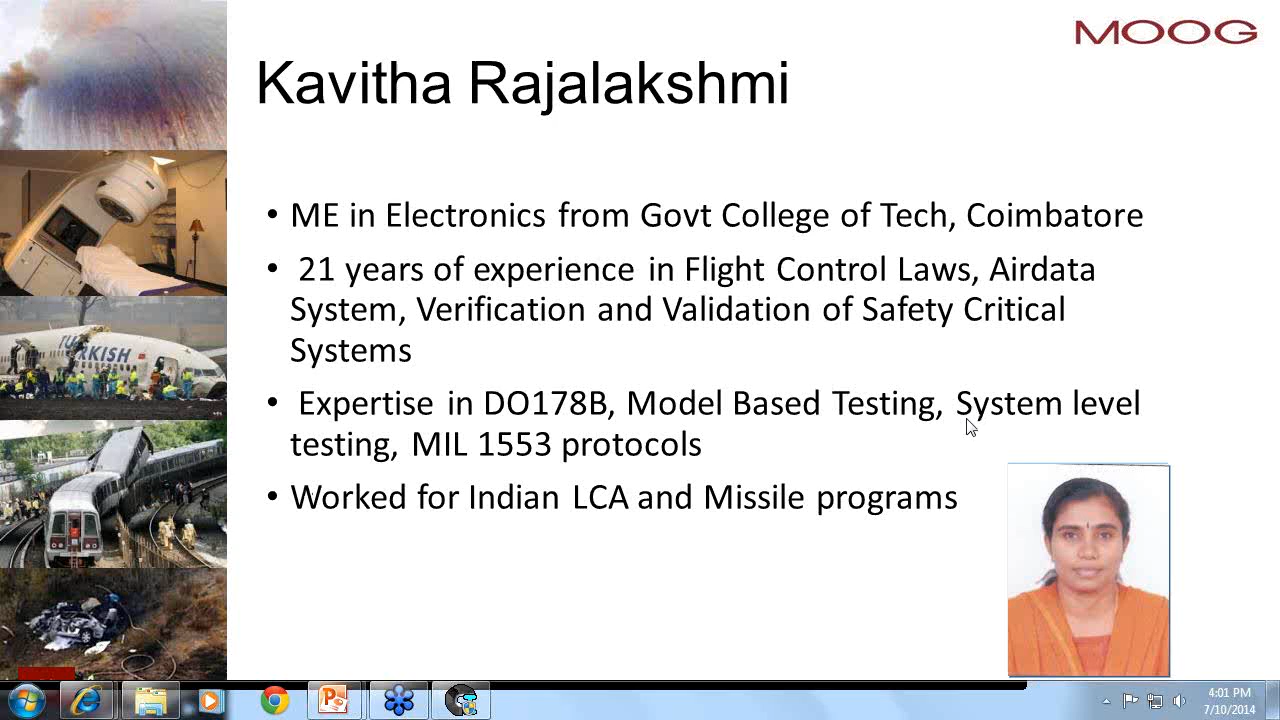 MOOG
Kavitha Rajalakshmi
• ME in Electronics from Govt College of Tech, Coimbatore
• 21 years of experience in Flight Control Laws, Airdata
System, Verification and Validation of Safety Critical
Systems
• Expertise in DO178B, Model Based Testing, System level
testing, MIL 1553 protocols
• Worked for Indian LCA and Missile programs
TURKISH
4:01 PM
7/10/2014